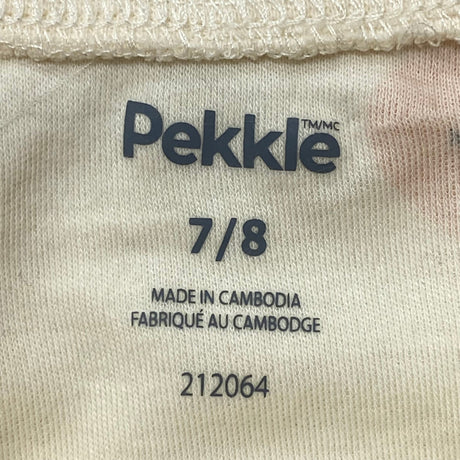 Pekkle TM/MC
7/8
MADE IN CAMBODIA
FABRIQUÉ AU CAMBODGE
212064